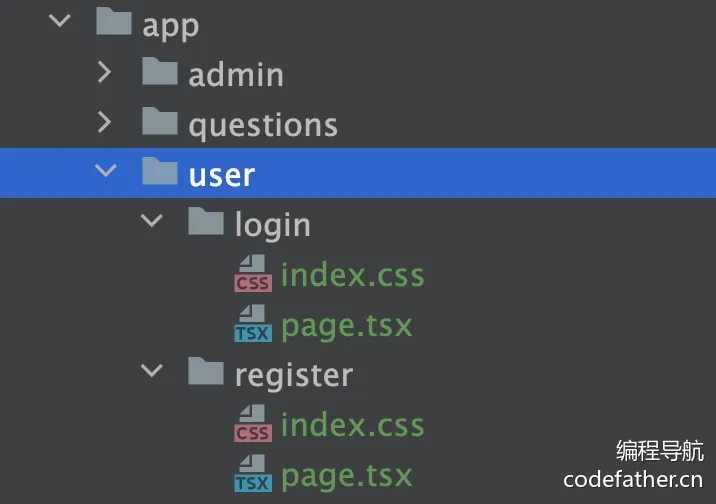 app
admin
questions
user
login
CSS index.css
TSX page.tsx
register
CSS index.css
TSX page.tsx
编程导航
codefather.cn